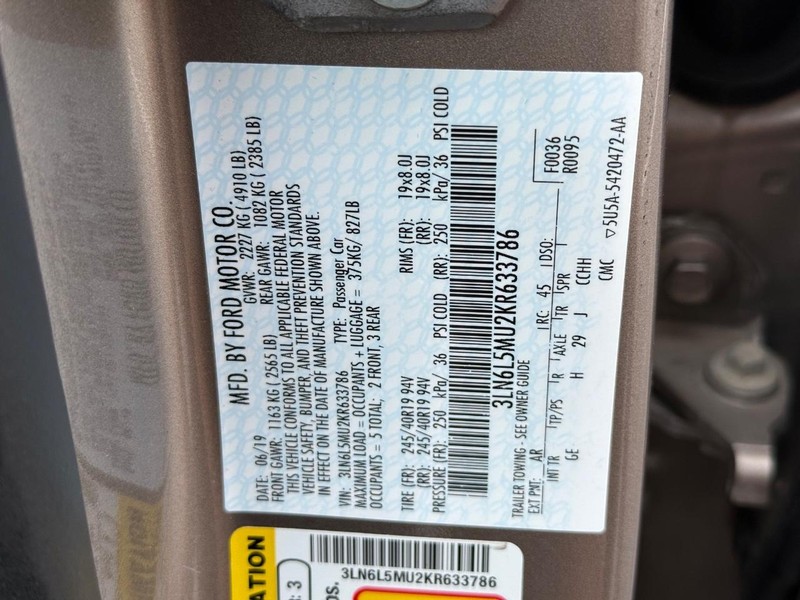 MFD. BY FORD MOTOR CO.
DATE: 06/19 GVWR: 2227 KG ( 4910 LB)
FRONT GAWR: 1163 KG ( 2565 LB) REAR GAWR: 1082 KG ( 2385 LB)
THIS VEHICLE CONFORMS TO ALL APPLICABLE FEDERAL MOTOR
VEHICLE SAFETY, BUMPER, AND THEFT PREVENTION STANDARDS
IN EFFECT ON THE DATE OF MANUFACTURE SHOWN ABOVE.
VIN: 3LN6L5MU2KR633786 TYPE: Passenger Car
MAXIMUM LOAD = OCCUPANTS + LUGGAGE = 375KG/ 827LB
OCCUPANTS = 5 TOTAL; 2 FRONT, 3 REAR
TIRE (FR): 245/40R19 94V RIMS (FR): 19x8.0J
(RR): 245/40R19 94V (RR): 19x8.0J
PRESSURE (FR): 250 kPa/ 36 PSI COLD (RR): 250 kPa/ 36 PSI COLD
3LN6L5MU2KR633786
TRAILER TOWING - SEE OWNER GUIDE
EXT PNT: AR RC: 45 DSO: F0036
R0095
INT TR TP/PS R AXLE TR SPR
GE H 29 J CCHH
CMC ▽5U5A-5420472-AA
3LN6L5MU2KR633786
: 3